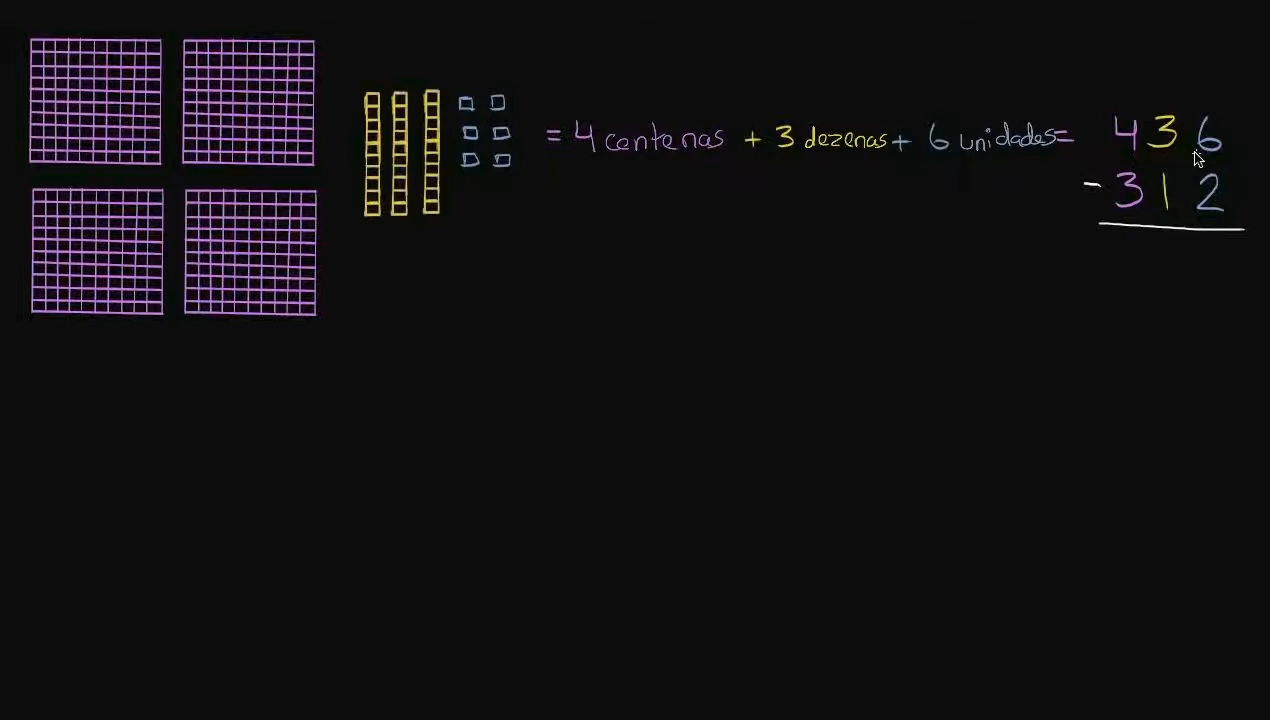 = 4 centenas + 3 dezenas + 6 unidades = 436
- 312